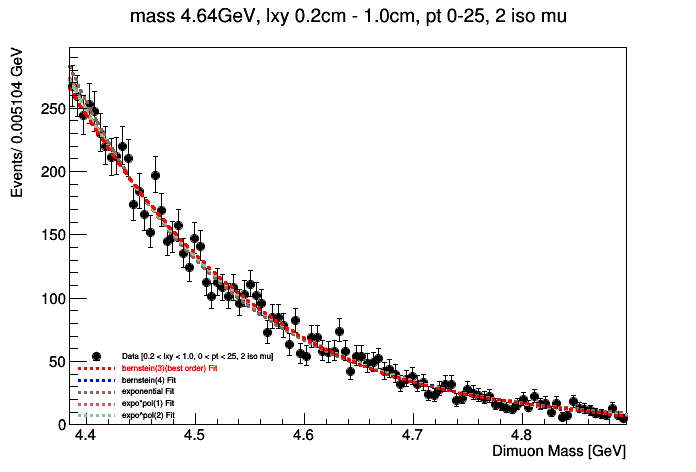 mass 4.64GeV, lxy 0.2cm - 1.0cm, pt 0-25, 2 iso mu
Events/ 0.005104 GeV
250
200
150
100
50
0
Data [0.2 < lxy < 1.0, 0 < pt < 25, 2 iso mu]
bernstein(3)(best order) Fit
bernstein(4) Fit
exponential Fit
expo*pol(1) Fit
expo*pol(2) Fit
4.4 4.5 4.6 4.7 4.8
Dimuon Mass [GeV]